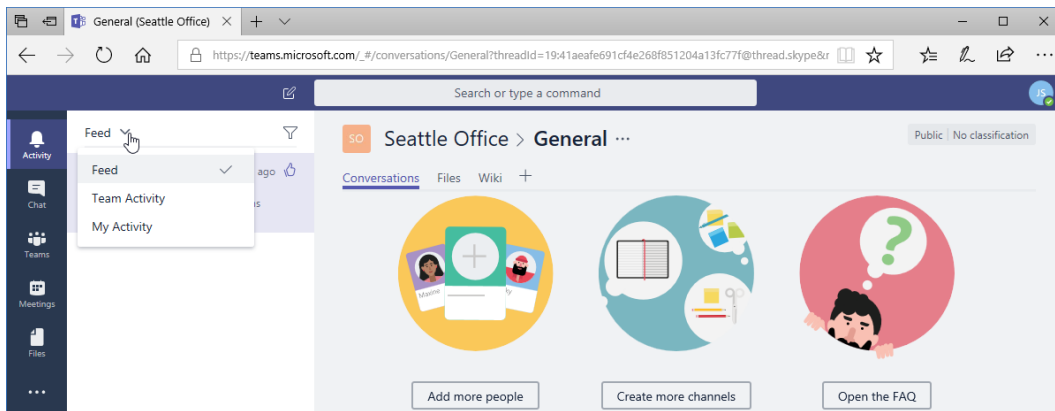 General (Seattle Office)
https://teams.microsoft.com/_#/conversations/General?threadId=19:41aeafe691cf4e268f851204a13fc77f@thread.skype&r
Search or type a command
JS
Activity
Chat
Teams
Meetings
Files
Feed
Feed
Team Activity
My Activity
ago
SO
Seattle Office > General ...
Public No classification
Conversations Files Wiki
Maxine
Add more people
Create more channels
Open the FAQ